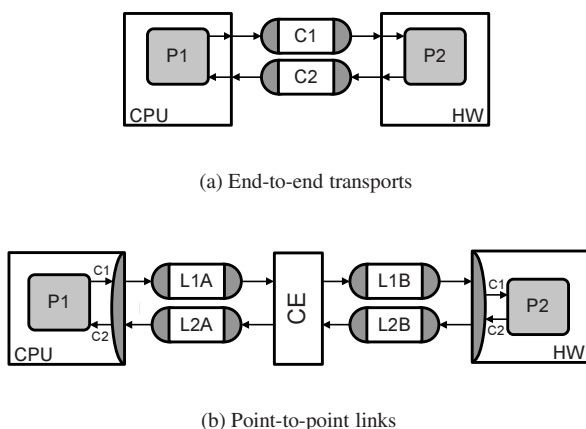 P1
C1
C2
P2
CPU
HW
(a) End-to-end transports
C1
L1A
L1B
C1
P1
CE
P2
C2
L2A
L2B
C2
CPU
HW
(b) Point-to-point links